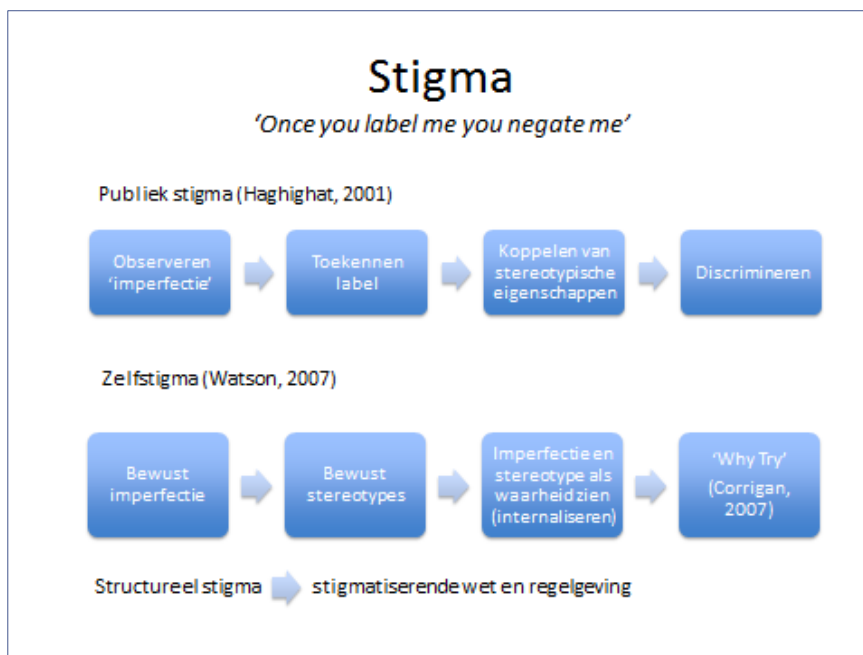 Stigma
‘Once you label me you negate me’
Publiek stigma (Haghighat, 2001)
Observeren
‘imperfectie’
Toekennen
label
Koppelen van
stereotypische
eigenschappen
Discrimineren
Zelfstigma (Watson, 2007)
Bewust
imperfectie
Bewust
stereotypes
Imperfectie en
stereotype als
waarheid zien
(internaliseren)
‘Why Try’
(Corrigan,
2007)
Structureel stigma stigmatiserende wet en regelgeving